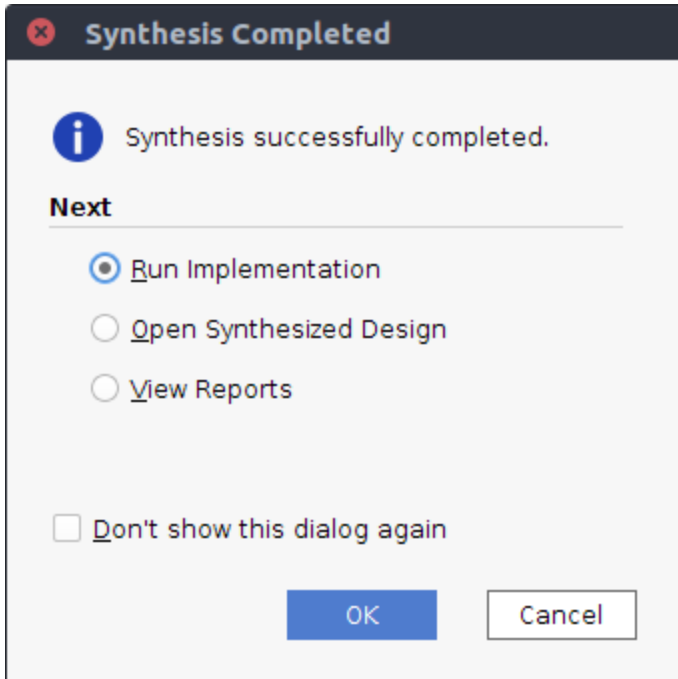 Synthesis Completed
Synthesis successfully completed.
Next
Run Implementation
Open Synthesized Design
View Reports
Don't show this dialog again
OK
Cancel